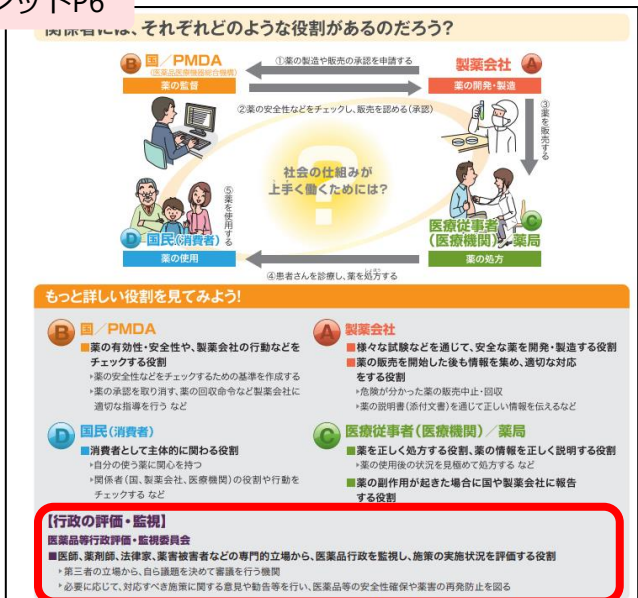 ットP6
関係者には、それぞれどのような役割があるのだろう?
B 国/PMDA
(医薬品医療機器総合機構)
薬の監督
①薬の製造や販売の承認を申請する
製薬会社 A
薬の開発・製造
②薬の安全性などをチェックし、販売を認める(承認)
③薬を販売する
社会の仕組みが
上手く働くためには?
⑤薬を使用する
D 国民(消費者)
薬の使用
医療従事者
(医療機関)/薬局 C
薬の処方
④患者さんを診療し、薬を処方する
もっと詳しい役割を見てみよう!
B 国/PMDA
■薬の有効性・安全性や、製薬会社の行動などを
チェックする役割
▸薬の安全性などをチェックするための基準を作成する
▸薬の承認を取り消す、薬の回収命令など製薬会社に
適切な指導を行う など
A 製薬会社
■様々な試験などを通じて、安全な薬を開発・製造する役割
■薬の販売を開始した後も情報を集め、適切な対応
をする役割
▸危険が分かった薬の販売中止・回収
▸薬の説明書(添付文書)を通じて正しい情報を伝えるなど
D 国民(消費者)
■消費者として主体的に関わる役割
▸自分の使う薬に関心を持つ
▸関係者(国、製薬会社、医療機関)の役割や行動を
チェックする など
C 医療従事者(医療機関)/薬局
■薬を正しく処方する役割、薬の情報を正しく説明する役割
▸薬の使用後の状況を見極めて処方する など
■薬の副作用が起きた場合に国や製薬会社に報告
する役割
【行政の評価・監視】
医薬品等行政評価・監視委員会
■医師、薬剤師、法律家、薬害被害者などの専門的立場から、医薬品行政を監視し、施策の実施状況を評価する役割
▸第三者の立場から、自ら議題を決めて審議を行う機関
▸必要に応じて、対応すべき施策に関する意見や勧告等を行い、医薬品等の安全性確保や薬害の再発防止を図る